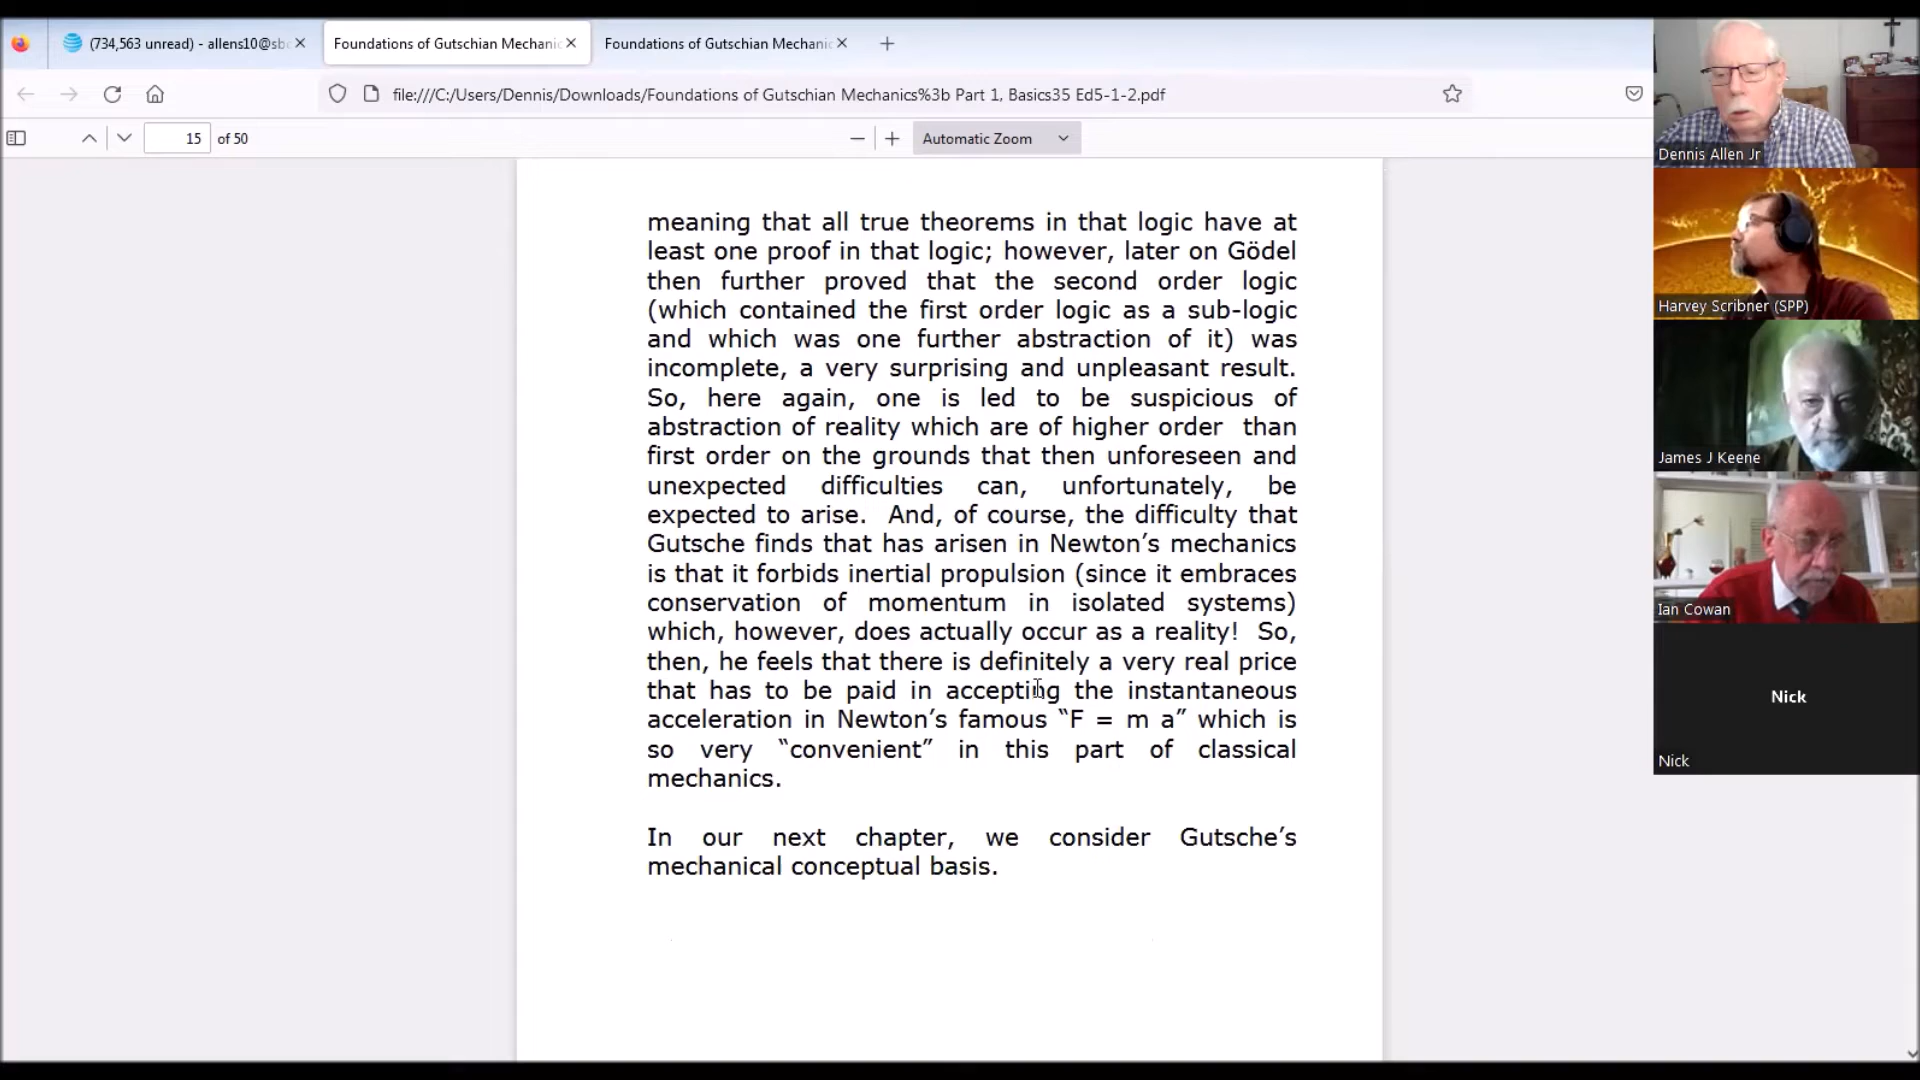 (734,563 unread) - allens10@sbc
Foundations of Gutschian Mechanic
Foundations of Gutschian Mechani
file:///C:/Users/Dennis/Downloads/Foundations of Gutschian Mechanics%3b Part 1, Basics35 Ed5-1-2.pdf
15 of 50
Automatic Zoom
meaning that all true theorems in that logic have at
least one proof in that logic; however, later on Gödel
then further proved that the second order logic
(which contained the first order logic as a sub-logic
and which was one further abstraction of it) was
incomplete, a very surprising and unpleasant result.
So, here again, one is led to be suspicious of
abstraction of reality which are of higher order than
first order on the grounds that then unforeseen and
unexpected difficulties can, unfortunately, be
expected to arise. And, of course, the difficulty that
Gutsche finds that has arisen in Newton’s mechanics
is that it forbids inertial propulsion (since it embraces
conservation of momentum in isolated systems)
which, however, does actually occur as a reality! So,
then, he feels that there is definitely a very real price
that has to be paid in accepting the instantaneous
acceleration in Newton’s famous “F = m a” which is
so very “convenient” in this part of classical
mechanics.
In our next chapter, we consider Gutsche’s
mechanical conceptual basis.
Dennis Allen Jr
Harvey Scribner (SPP)
James J Keene
Ian Cowan
Nick
Nick